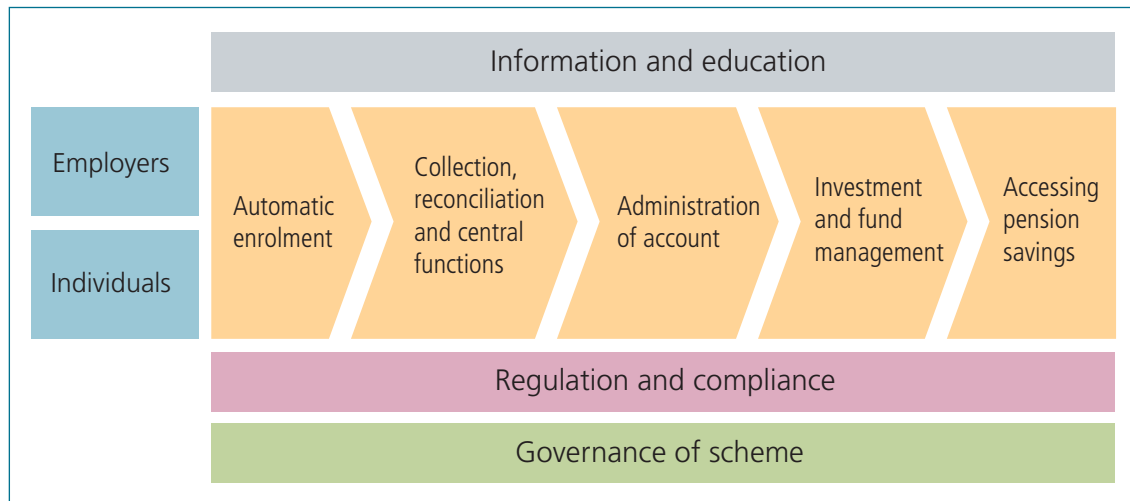 Information and education
Employers
Individuals
Automatic
enrolment
Collection,
reconciliation
and central
functions
Administration
of account
Investment
and fund
management
Accessing
pension
savings
Regulation and compliance
Governance of scheme